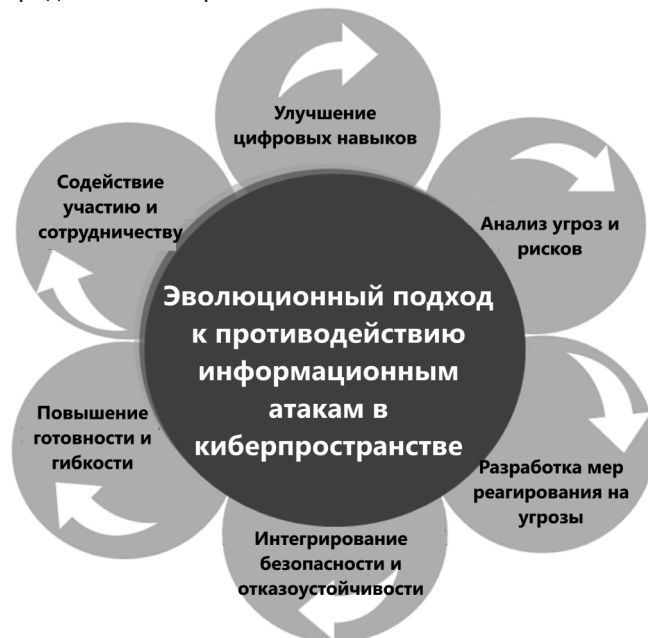 Улучшение
цифровых навыков
Анализ угроз и
рисков
Разработка мер
реагирования на
угрозы
Интегрирование
безопасности и
отказоустойчивости
Повышение
готовности и
гибкости
Содействие
участию и
сотрудничеству
Эволюционный подход
к противодействию
информационным
атакам в
киберпространстве